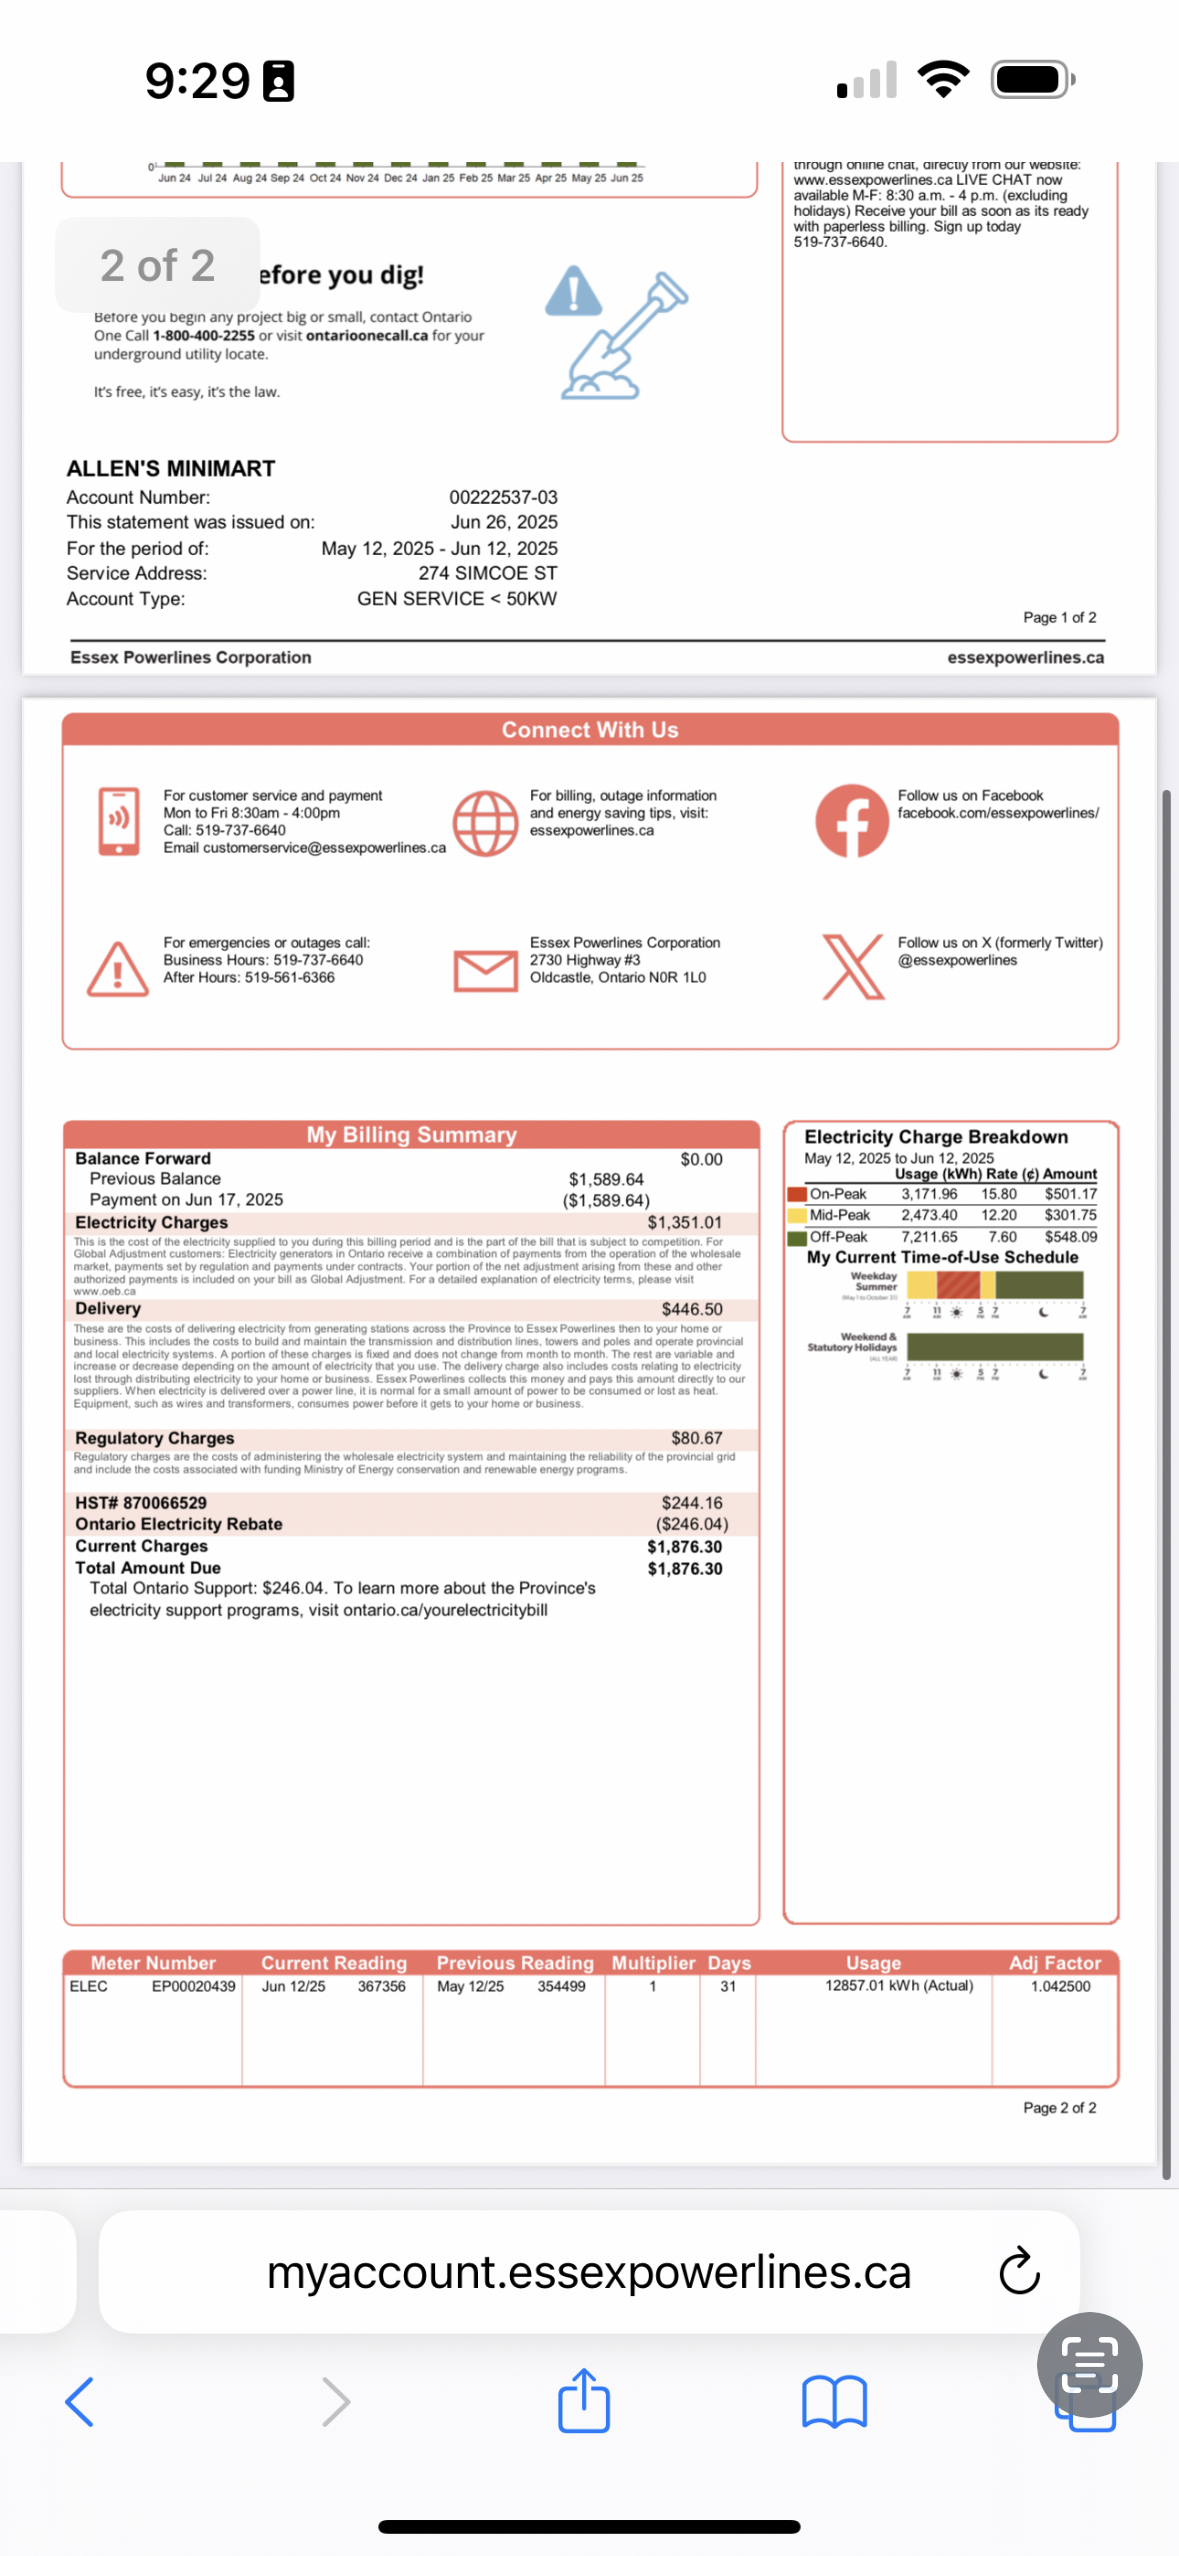 9:29
0
Jun 24 Jul 24 Aug 24 Sep 24 Oct 24 Nov 24 Dec 24 Jan 25 Feb 25 Mar 25 Apr 25 May 25 Jun 25
through online chat, directly from our website:
www.essexpowerlines.ca LIVE CHAT now
available M-F: 8:30 a.m. - 4 p.m. (excluding
holidays) Receive your bill as soon as its ready
with paperless billing. Sign up today
519-737-6640.
2 of 2
efore you dig!
Before you begin any project big or small, contact Ontario
One Call 1-800-400-2255 or visit ontarioonecall.ca for your
underground utility locate.
It's free, it's easy, it's the law.
ALLEN'S MINIMART
Account Number: 00222537-03
This statement was issued on: Jun 26, 2025
For the period of: May 12, 2025 - Jun 12, 2025
Service Address: 274 SIMCOE ST
Account Type: GEN SERVICE < 50KW
Page 1 of 2
Essex Powerlines Corporation essexpowerlines.ca
Connect With Us
For customer service and payment
Mon to Fri 8:30am - 4:00pm
Call: 519-737-6640
Email customerservice@essexpowerlines.ca
For billing, outage information
and energy saving tips, visit:
essexpowerlines.ca
Follow us on Facebook
facebook.com/essexpowerlines/
For emergencies or outages call:
Business Hours: 519-737-6640
After Hours: 519-561-6366
Essex Powerlines Corporation
2730 Highway #3
Oldcastle, Ontario N0R 1L0
Follow us on X (formerly Twitter)
@essexpowerlines
My Billing Summary
Balance Forward $0.00
Previous Balance $1,589.64
Payment on Jun 17, 2025 ($1,589.64)
Electricity Charges $1,351.01
This is the cost of the electricity supplied to you during this billing period and is the part of the bill that is subject to competition. For
Global Adjustment customers: Electricity generators in Ontario receive a combination of payments from the operation of the wholesale
market, payments set by regulation and payments under contracts. Your portion of the net adjustment arising from these and other
authorized payments is included on your bill as Global Adjustment. For a detailed explanation of electricity terms, please visit
www.oeb.ca
Delivery $446.50
These are the costs of delivering electricity from generating stations across the Province to Essex Powerlines then to your home or
business. This includes the costs to build and maintain the transmission and distribution lines, towers and poles and operate provincial
and local electricity systems. A portion of these charges is fixed and does not change from month to month. The rest are variable and
increase or decrease depending on the amount of electricity that you use. The delivery charge also includes costs relating to electricity
lost through distributing electricity to your home or business. Essex Powerlines collects this money and pays this amount directly to our
suppliers. When electricity is delivered over a power line, it is normal for a small amount of power to be consumed or lost as heat.
Equipment, such as wires and transformers, consumes power before it gets to your home or business.
Regulatory Charges $80.67
Regulatory charges are the costs of administering the wholesale electricity system and maintaining the reliability of the provincial grid
and include the costs associated with funding Ministry of Energy conservation and renewable energy programs.
HST# 870066529 $244.16
Ontario Electricity Rebate ($246.04)
Current Charges $1,876.30
Total Amount Due $1,876.30
Total Ontario Support: $246.04. To learn more about the Province's
electricity support programs, visit ontario.ca/yourelectricitybill
Electricity Charge Breakdown
May 12, 2025 to Jun 12, 2025
Usage (kWh) Rate (¢) Amount
On-Peak 3,171.96 15.80 $501.17
Mid-Peak 2,473.40 12.20 $301.75
Off-Peak 7,211.65 7.60 $548.09
My Current Time-of-Use Schedule
Weekday
Summer
(May 1 to October 31)
7 AM 11 AM 5 PM 7 PM 7 AM
Weekend &
Statutory Holidays
(ALL YEAR)
7 AM 11 AM 5 PM 7 PM 7 AM
Meter Number Current Reading Previous Reading Multiplier Days Usage Adj Factor
ELEC EP00020439 Jun 12/25 367356 May 12/25 354499 1 31 12857.01 kWh (Actual) 1.042500
Page 2 of 2
myaccount.essexpowerlines.ca